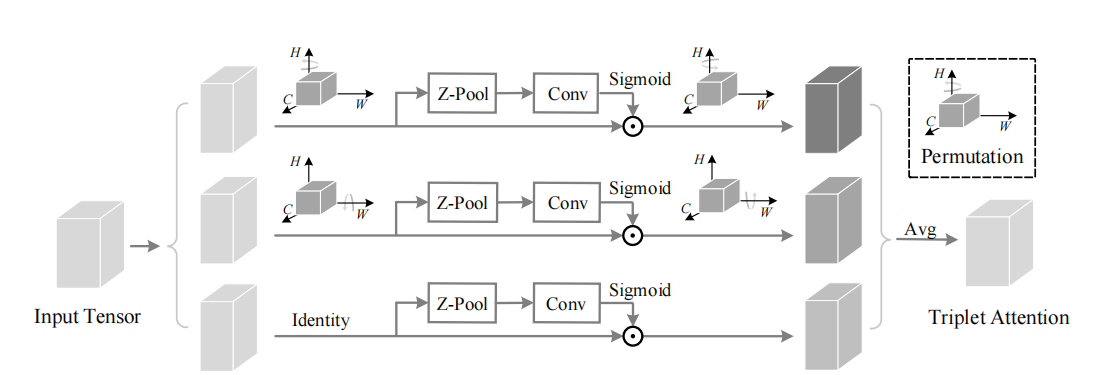 H
C
W
Z-Pool
Conv
Sigmoid
H
C
W
H
C
W
Permutation
H
C
W
Z-Pool
Conv
Sigmoid
H
C
W
Input Tensor
Avg
Identity
Z-Pool
Conv
Sigmoid
Triplet Attention